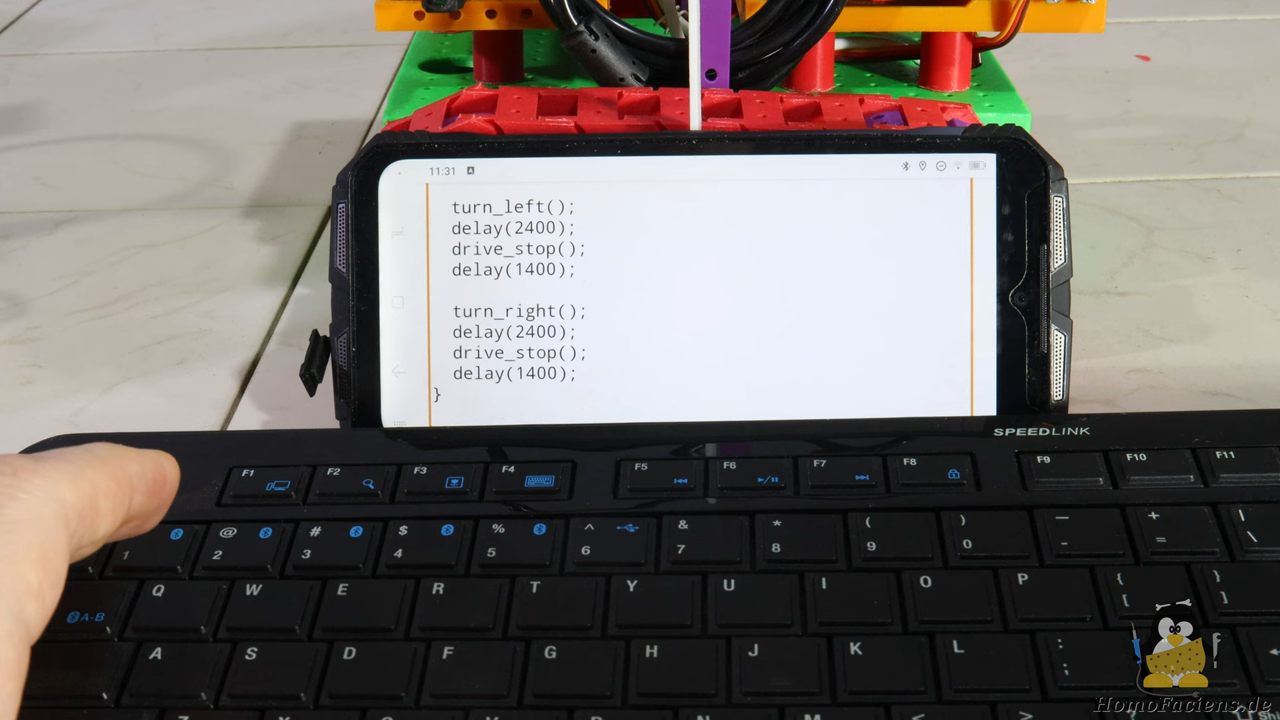 11:31
turn_left();
delay(2400);
drive_stop();
delay(1400);
turn_right();
delay(2400);
drive_stop();
delay(1400);
}
SPEEDLINK
F1 F2 F3 F4 F5 F6 F7 F8 F9 F10 F11
@ # $ % ^ & * ( ) — + |
1 2 3 4 5 6 7 8 9 0 - = \
Q W E R T Y U I O P { }
A-B [ ]
A S D F G H J K L : ;
HomoFaciens.de